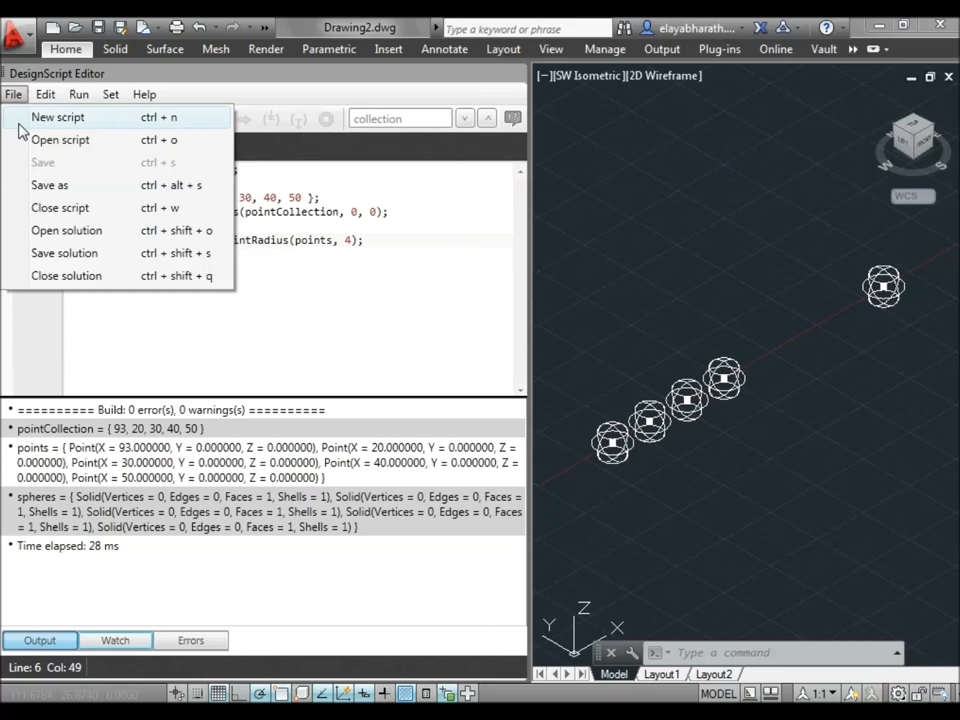 Drawing2.dwg
Type a keyword or phrase
elayabharath....
Home Solid Surface Mesh Render Parametric Insert Annotate Layout View Manage Output Plug-ins Online Vault
DesignScript Editor
[−][SW Isometric][2D Wireframe]
File Edit Run Set Help
New script ctrl + n
collection
Open script ctrl + o
Save ctrl + s
Save as ctrl + alt + s
30, 40, 50 };
Close script ctrl + w
s(pointCollection, 0, 0);
Open solution ctrl + shift + o
intRadius(points, 4);
Save solution ctrl + shift + s
Close solution ctrl + shift + q
LEFT FRONT
W S
WCS
========== Build: 0 error(s), 0 warnings(s) ==========
pointCollection = { 93, 20, 30, 40, 50 }
points = { Point(X = 93.000000, Y = 0.000000, Z = 0.000000), Point(X = 20.000000, Y = 0.000000, Z =
0.000000), Point(X = 30.000000, Y = 0.000000, Z = 0.000000), Point(X = 40.000000, Y = 0.000000, Z =
0.000000), Point(X = 50.000000, Y = 0.000000, Z = 0.000000) }
spheres = { Solid(Vertices = 0, Edges = 0, Faces = 1, Shells = 1), Solid(Vertices = 0, Edges = 0, Faces =
1, Shells = 1), Solid(Vertices = 0, Edges = 0, Faces = 1, Shells = 1), Solid(Vertices = 0, Edges = 0, Faces
= 1, Shells = 1), Solid(Vertices = 0, Edges = 0, Faces = 1, Shells = 1) }
Time elapsed: 28 ms
Z
Y X
Output Watch Errors
Type a command
Line: 6 Col: 49
Model Layout1 Layout2
MODEL 1:1